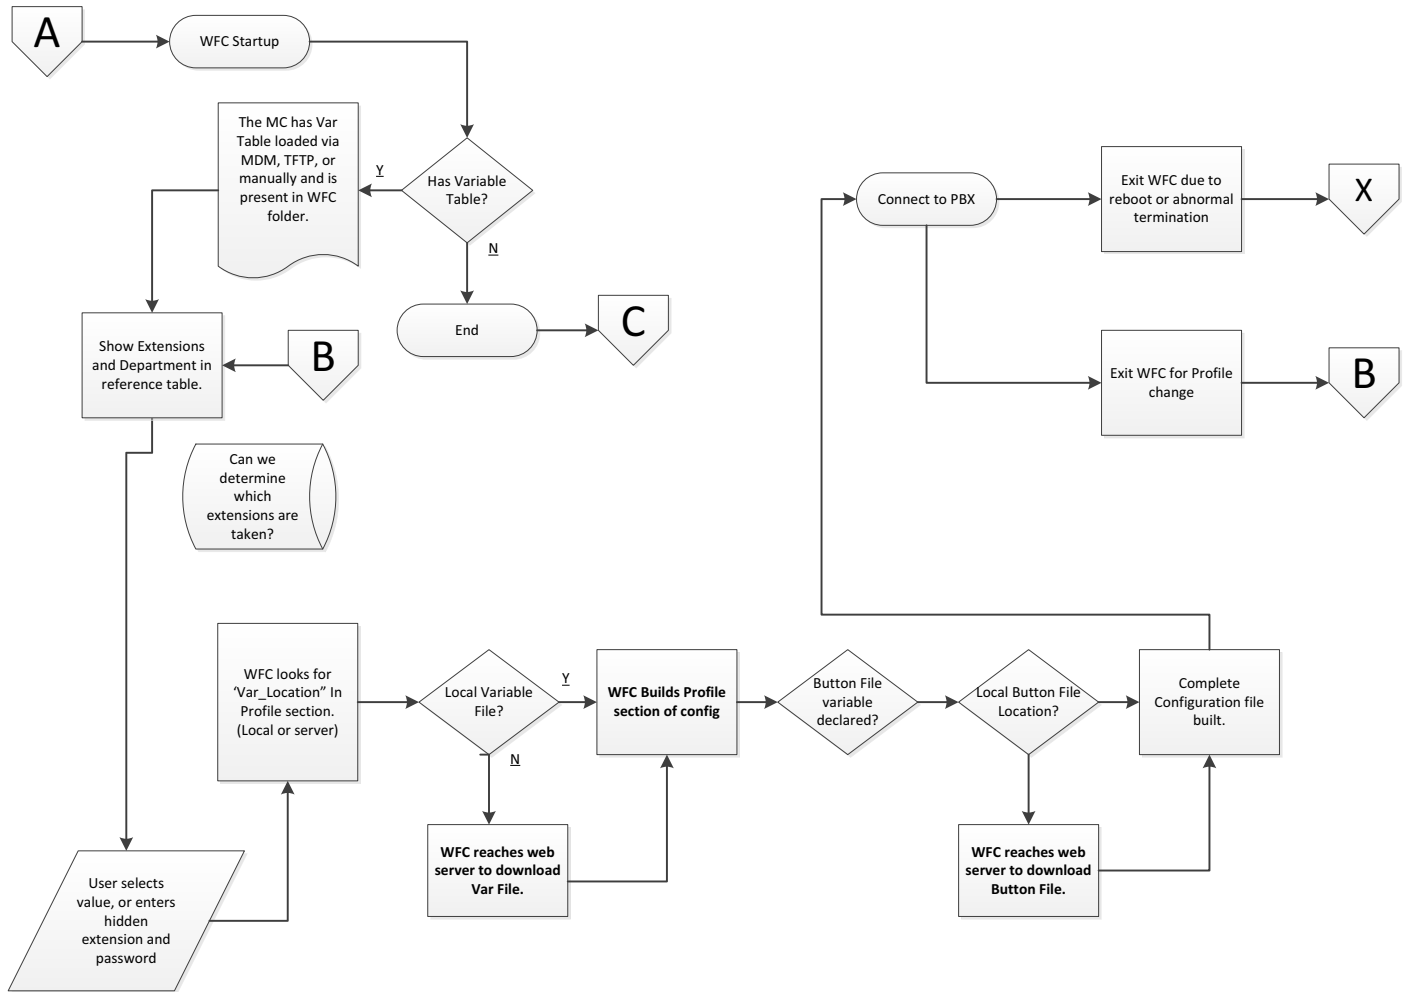 A
WFC Startup
The MC has Var
Table loaded via
MDM, TFTP, or
manually and is
present in WFC
folder.
Y
Has Variable
Table?
N
End
C
Show Extensions
and Department in
reference table.
B
Can we
determine
which
extensions are
taken?
Connect to PBX
Exit WFC due to
reboot or abnormal
termination
X
Exit WFC for Profile
change
B
WFC looks for
‘Var_Location” In
Profile section.
(Local or server)
Local Variable
File?
Y
N
WFC Builds Profile
section of config
Button File
variable
declared?
Local Button File
Location?
Complete
Configuration file
built.
User selects
value, or enters
hidden
extension and
password
WFC reaches web
server to download
Var File.
WFC reaches web
server to download
Button File.